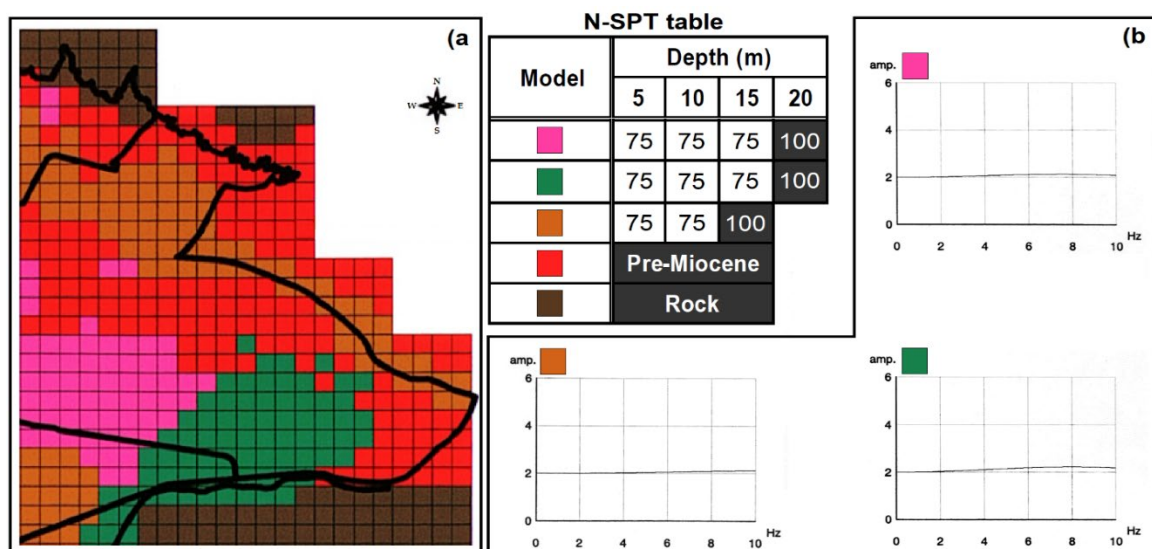 (a
N
W E
S
N-SPT table
Model Depth (m)
5 10 15 20
75 75 75 100
75 75 75 100
75 75 100
Pre-Miocene
Rock
(b
amp.
6
4
2
0
0 2 4 6 8 10 Hz
amp.
6
4
2
0
0 2 4 6 8 10 Hz
amp.
6
4
2
0
0 2 4 6 8 10 Hz